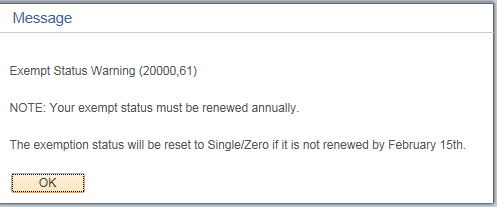 Message
Exempt Status Warning (20000,61)
NOTE: Your exempt status must be renewed annually.
The exemption status will be reset to Single/Zero if it is not renewed by February 15th.
OK